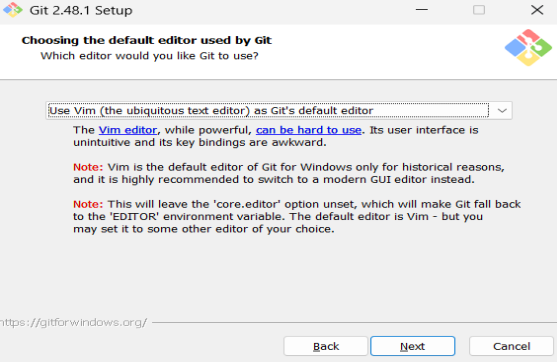 Git 2.48.1 Setup
Choosing the default editor used by Git
Which editor would you like Git to use?
Use Vim (the ubiquitous text editor) as Git's default editor
The Vim editor, while powerful, can be hard to use. Its user interface is
unintuitive and its key bindings are awkward.
Note: Vim is the default editor of Git for Windows only for historical reasons,
and it is highly recommended to switch to a modern GUI editor instead.
Note: This will leave the 'core.editor' option unset, which will make Git fall back
to the 'EDITOR' environment variable. The default editor is Vim - but you
may set it to some other editor of your choice.
https://gitforwindows.org/
Back
Next
Cancel